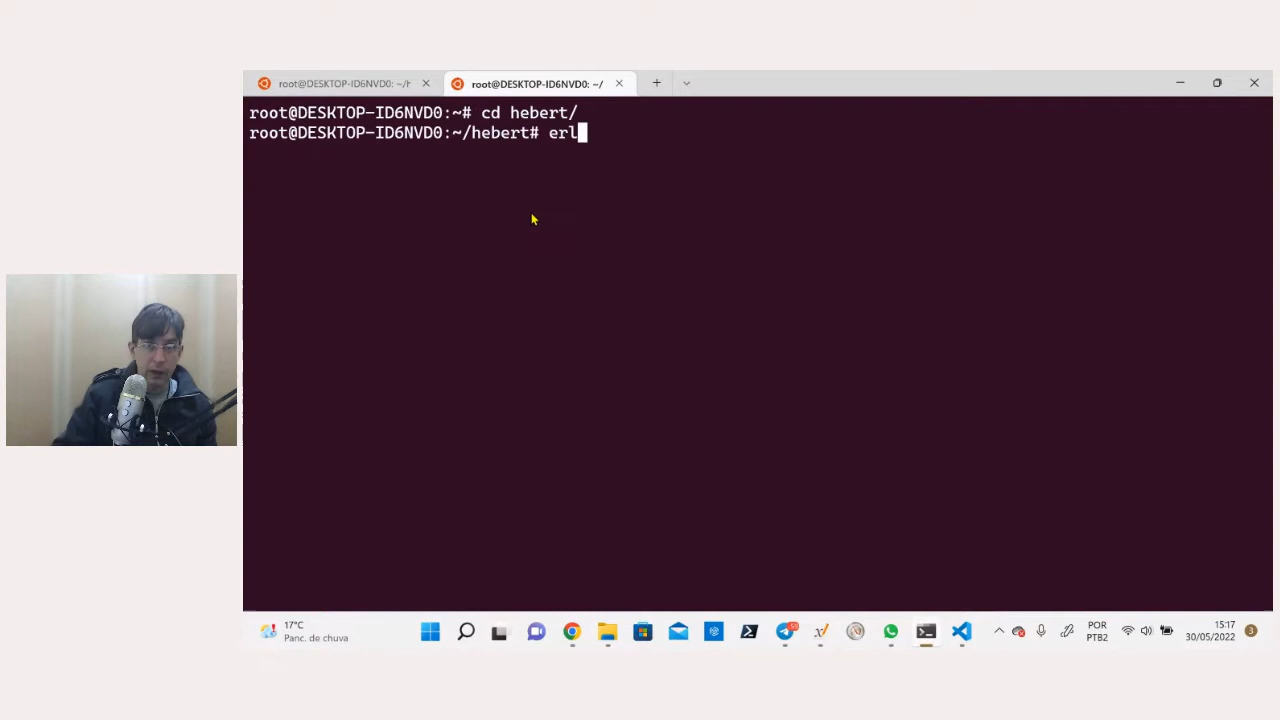 root@DESKTOP-ID6NVD0: ~/h
root@DESKTOP-ID6NVD0: ~/
root@DESKTOP-ID6NVD0:~# cd hebert/
root@DESKTOP-ID6NVD0:~/hebert# erl
17°C
Panc. de chuva
POR
PTB2
15:17
30/05/2022
3